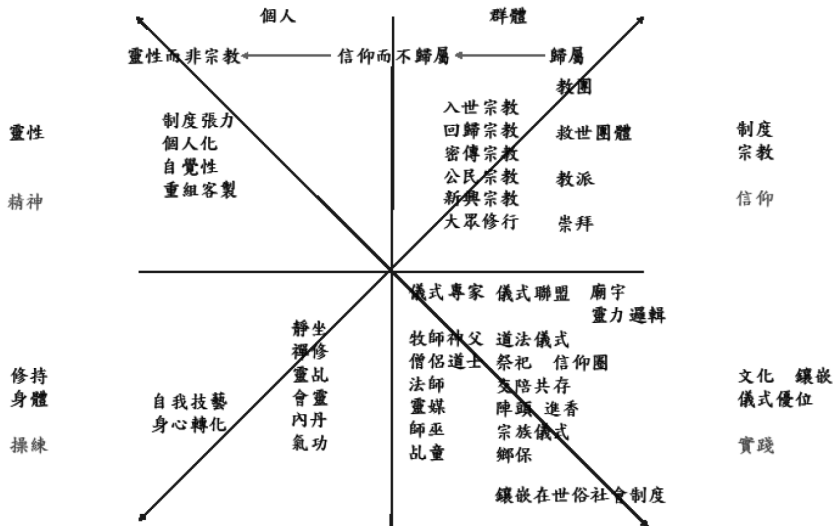 個人 群體
靈性而非宗教 信仰而不歸屬 歸屬
教團
入世宗教
回歸宗教 救世團體
密傳宗教
公民宗教 教派
新興宗教
大眾修行 崇拜
制度張力
個人化
自覺性
重組客製
靈性
精神
制度
宗教
信仰
儀式專家 儀式聯盟 廟宇
靈力邏輯
牧師神父 道法儀式
僧侶道士 祭祀 信仰圈
法師 交陪共存
靈媒 陣頭 進香
師巫 宗族儀式
乩童 鄉保
鑲嵌在世俗社會制度
靜坐
禪修
靈乩
會靈
內丹
氣功
自我技藝
身心轉化
修持
身體
操練
文化 鑲嵌
儀式優位
實踐